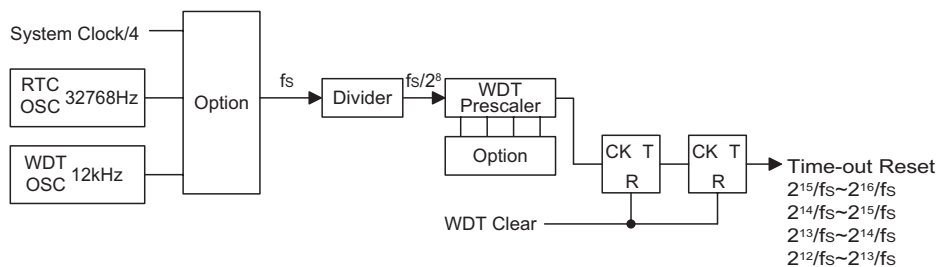 System Clock/4
RTC OSC 32768Hz
WDT OSC 12kHz
Option
fs
Divider
fs/2⁸
WDT Prescaler
Option
CK T
R
CK T
R
WDT Clear
Time-out Reset
2¹⁵/fs~2¹⁶/fs
2¹⁴/fs~2¹⁵/fs
2¹³/fs~2¹⁴/fs
2¹²/fs~2¹³/fs